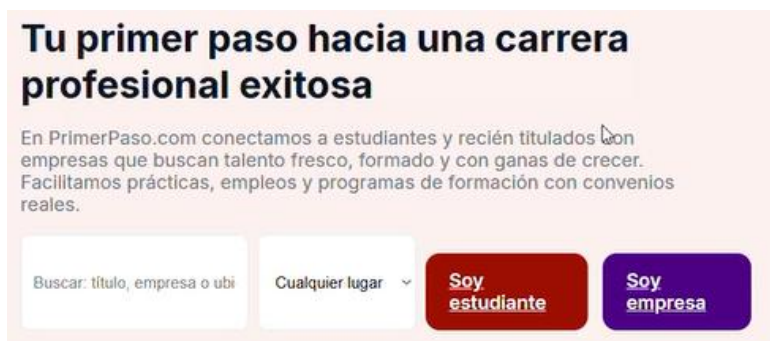 Tu primer paso hacia una carrera
profesional exitosa
En PrimerPaso.com conectamos a estudiantes y recién titulados con
empresas que buscan talento fresco, formado y con ganas de crecer.
Facilitamos prácticas, empleos y programas de formación con convenios
reales.
Buscar: título, empresa o ubi
Cualquier lugar
Soy
estudiante
Soy
empresa